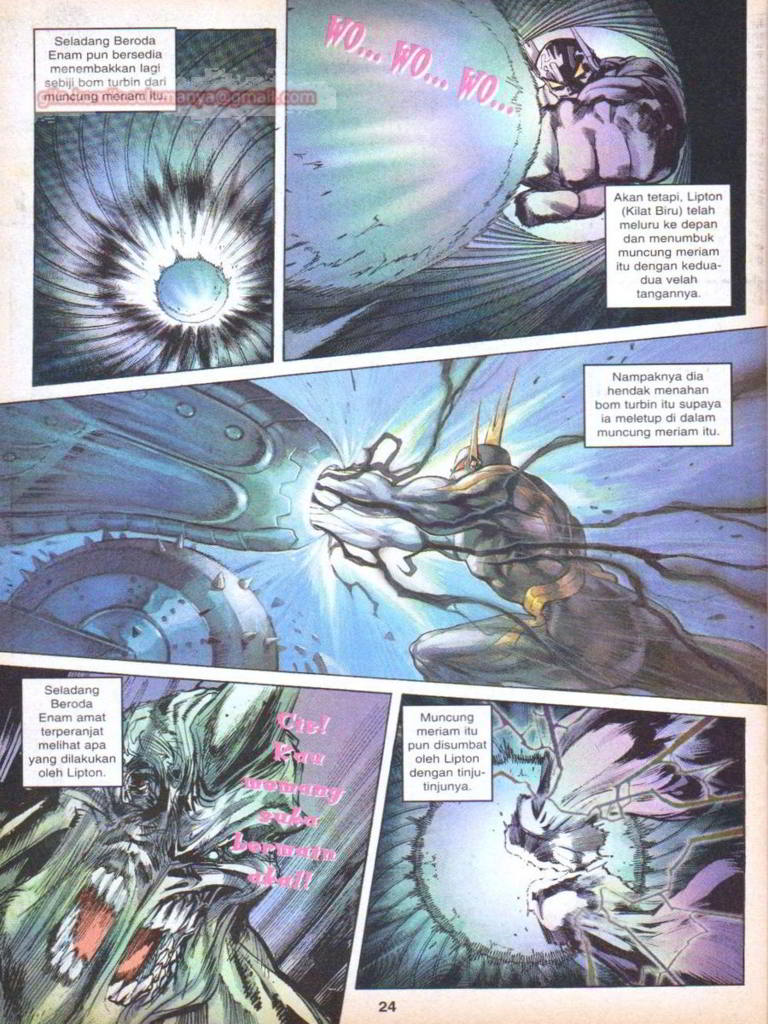 Seladang Beroda
Enam pun bersedia
menembakkan lagi
sebiji bom turbin dari
muncung meriam itu.
WO... WO... WO...
Akan tetapi, Lipton
(Kilat Biru) telah
meluru ke depan
dan menumbuk
muncung meriam
itu dengan kedua-
dua velah
tangannya.
Nampaknya dia
hendak menahan
bom turbin itu supaya
ia meletup di dalam
muncung meriam itu.
Seladang
Beroda
Enam amat
terperanjat
melihat apa
yang dilakukan
oleh Lipton.
Cis!
Kau
memang
suka
bermain
akal!
Muncung
meriam itu
pun disumbat
oleh Lipton
dengan tinju-
tinjunya.
24